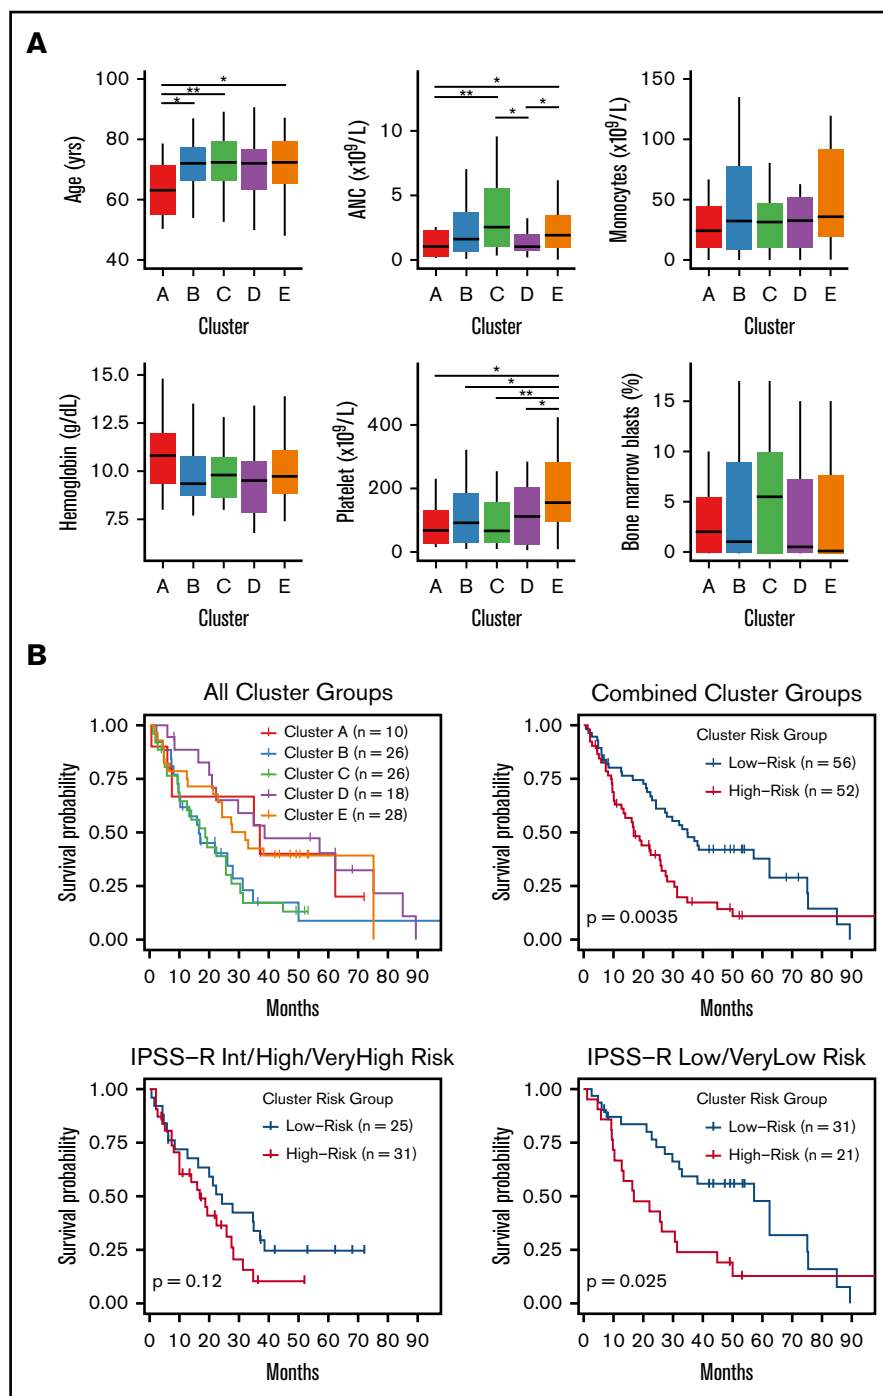 A
Age (yrs)
100
80
60
40
*
**
*
A B C D E
Cluster
ANC (x10⁹/L)
10
5
0
*
**
*
*
A B C D E
Cluster
Monocytes (x10⁹/L)
150
100
50
0
A B C D E
Cluster
Hemoglobin (g/dL)
15.0
12.5
10.0
7.5
A B C D E
Cluster
Platelet (x10⁹/L)
400
200
0
*
*
**
*
A B C D E
Cluster
Bone marrow blasts (%)
15
10
5
0
A B C D E
Cluster
B
All Cluster Groups
Survival probability
1.00
0.75
0.50
0.25
0.00
Cluster A (n = 10)
Cluster B (n = 26)
Cluster C (n = 26)
Cluster D (n = 18)
Cluster E (n = 28)
0 10 20 30 40 50 60 70 80 90
Months
Combined Cluster Groups
Survival probability
1.00
0.75
0.50
0.25
0.00
Cluster Risk Group
Low–Risk (n = 56)
High–Risk (n = 52)
p = 0.0035
0 10 20 30 40 50 60 70 80 90
Months
IPSS–R Int/High/VeryHigh Risk
Survival probability
1.00
0.75
0.50
0.25
0.00
Cluster Risk Group
Low–Risk (n = 25)
High–Risk (n = 31)
p = 0.12
0 10 20 30 40 50 60 70 80 90
Months
IPSS–R Low/VeryLow Risk
Survival probability
1.00
0.75
0.50
0.25
0.00
Cluster Risk Group
Low–Risk (n = 31)
High–Risk (n = 21)
p = 0.025
0 10 20 30 40 50 60 70 80 90
Months